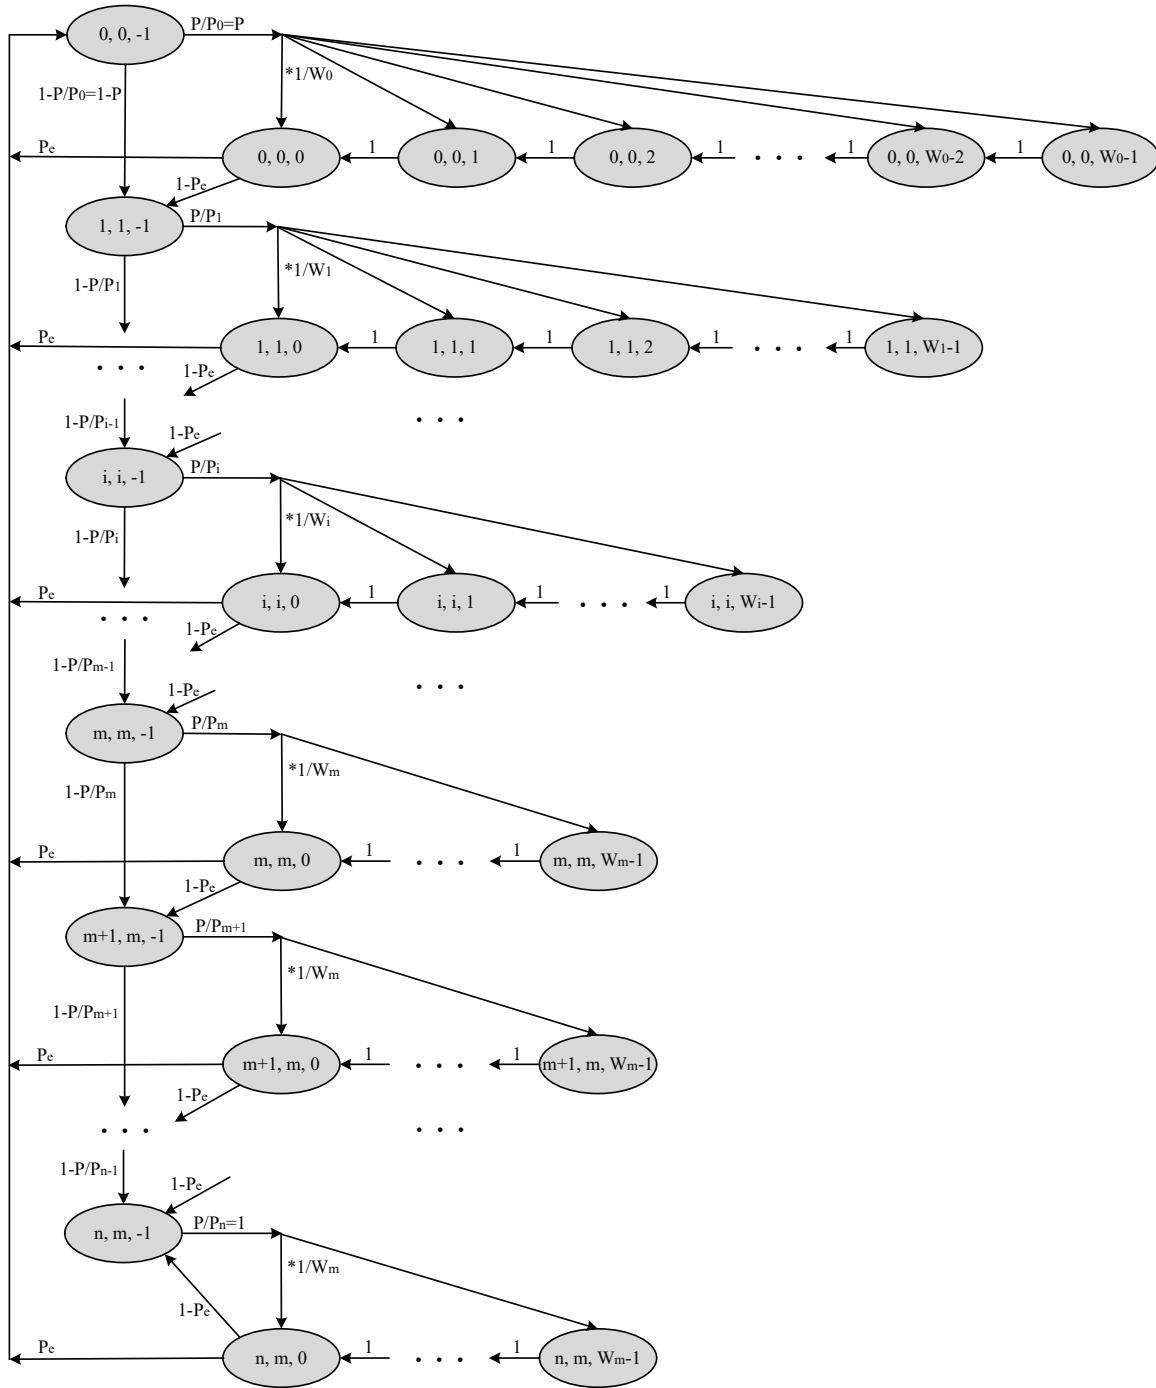 0, 0, -1
P/P0=P
*1/W0
1-P/P0=1-P
Pe
0, 0, 0
1
0, 0, 1
1
0, 0, 2
1
. . .
1
0, 0, W0-2
1
0, 0, W0-1
1-Pe
1, 1, -1
P/P1
*1/W1
1-P/P1
Pe
1, 1, 0
1
1, 1, 1
1
1, 1, 2
1
. . .
1
1, 1, W1-1
. . .
1-Pe
. . .
1-P/Pi-1
1-Pe
i, i, -1
P/Pi
*1/Wi
1-P/Pi
Pe
i, i, 0
1
i, i, 1
1
. . .
1
i, i, Wi-1
. . .
1-Pe
1-P/Pm-1
. . .
1-Pe
m, m, -1
P/Pm
*1/Wm
1-P/Pm
Pe
m, m, 0
1
. . .
1
m, m, Wm-1
1-Pe
m+1, m, -1
P/Pm+1
*1/Wm
1-P/Pm+1
Pe
m+1, m, 0
1
. . .
1
m+1, m, Wm-1
1-Pe
. . .
. . .
1-P/Pn-1
1-Pe
n, m, -1
P/Pn=1
*1/Wm
1-Pe
Pe
n, m, 0
1
. . .
1
n, m, Wm-1